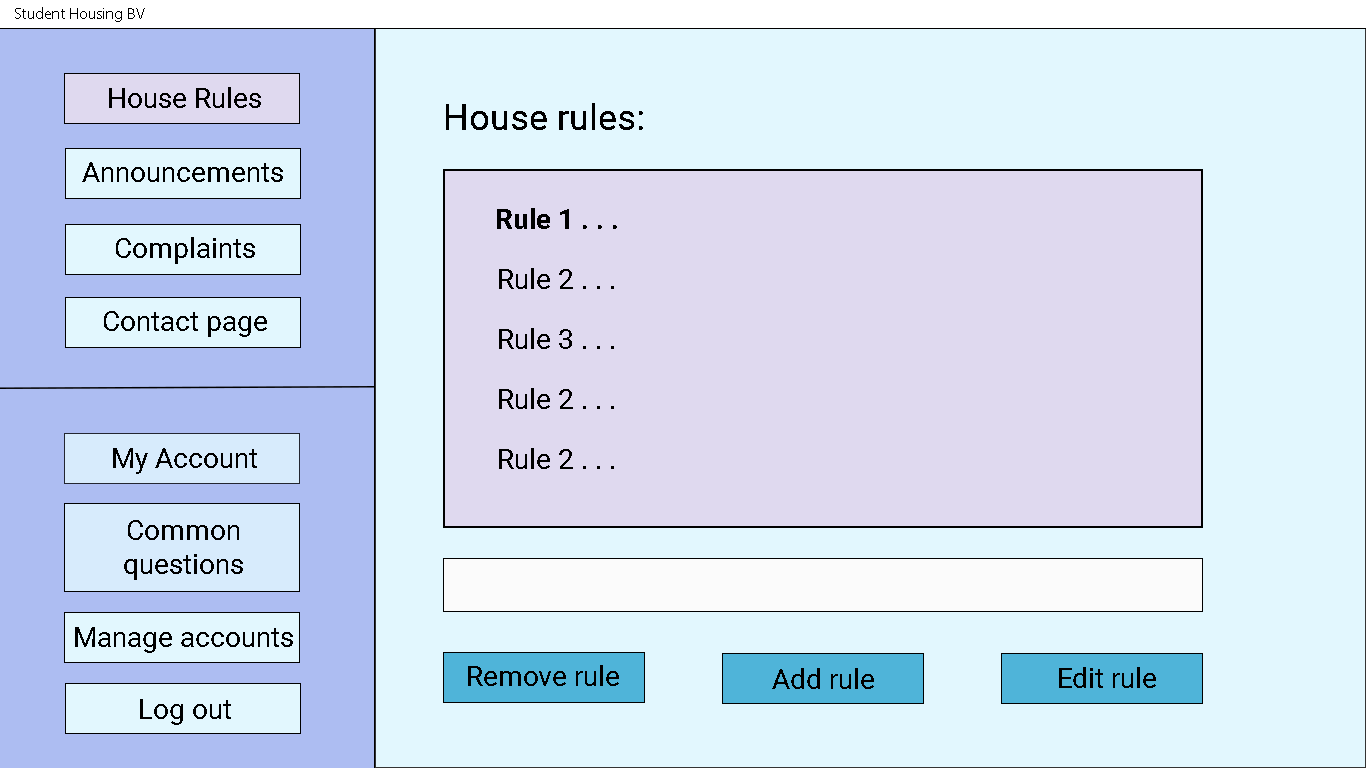 Student Housing BV
House Rules
Announcements
Complaints
Contact page
My Account
Common
questions
Manage accounts
Log out
House rules:
Rule 1 . . .
Rule 2 . . .
Rule 3 . . .
Rule 2 . . .
Rule 2 . . .
Remove rule
Add rule
Edit rule